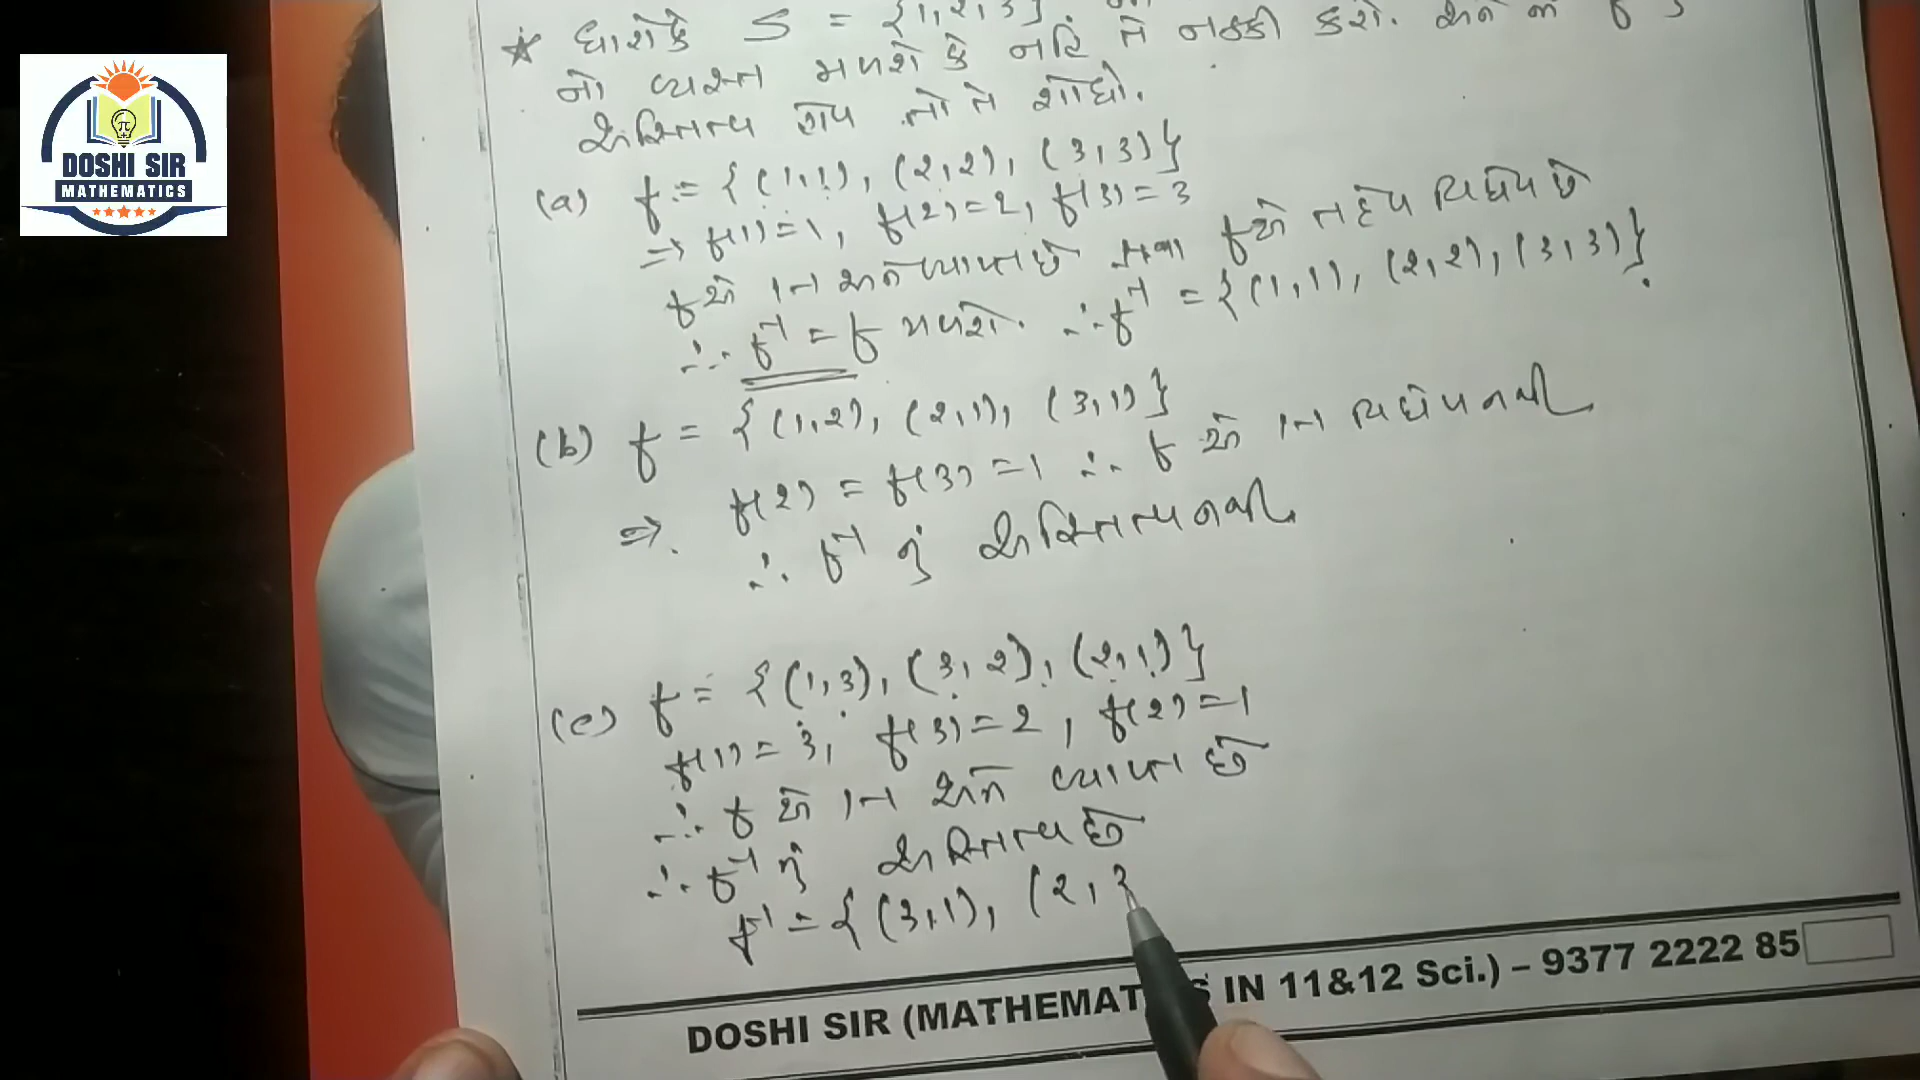 DOSHI SIR
MATHEMATICS
★ ધારોકે S = {1, 2, 3}
નો વ્યસ્ત મળશે કે નહિં તે નક્કી કરો. અને જો f
અસ્તિત્વ હોય તો તે શોધો.
(a) f = {(1,1), (2,2), (3,3)}
⇒ f(1)=1, f(2)=2, f(3)=3
f એ 1-1 અને વ્યાપ્ત છે તથા f એ તદેવ વિધેય છે
∴ f⁻¹ = f મળશે. ∴ f⁻¹ = {(1,1), (2,2), (3,3)}.
(b) f = {(1,2), (2,1), (3,1)}
⇒ f(2) = f(3) = 1 ∴ f એ 1-1 વિધેય નથી
∴ f⁻¹ નું અસ્તિત્વ નથી.
(c) f = {(1,3), (3,2), (2,1)}
f(1) = 3, f(3) = 2, f(2) = 1
∴ f એ 1-1 અને વ્યાપ્ત છે
∴ f⁻¹ નું અસ્તિત્વ છે
f⁻¹ = {(3,1), (2,3
DOSHI SIR (MATHEMAT S IN 11&12 Sci.) – 9377 2222 85